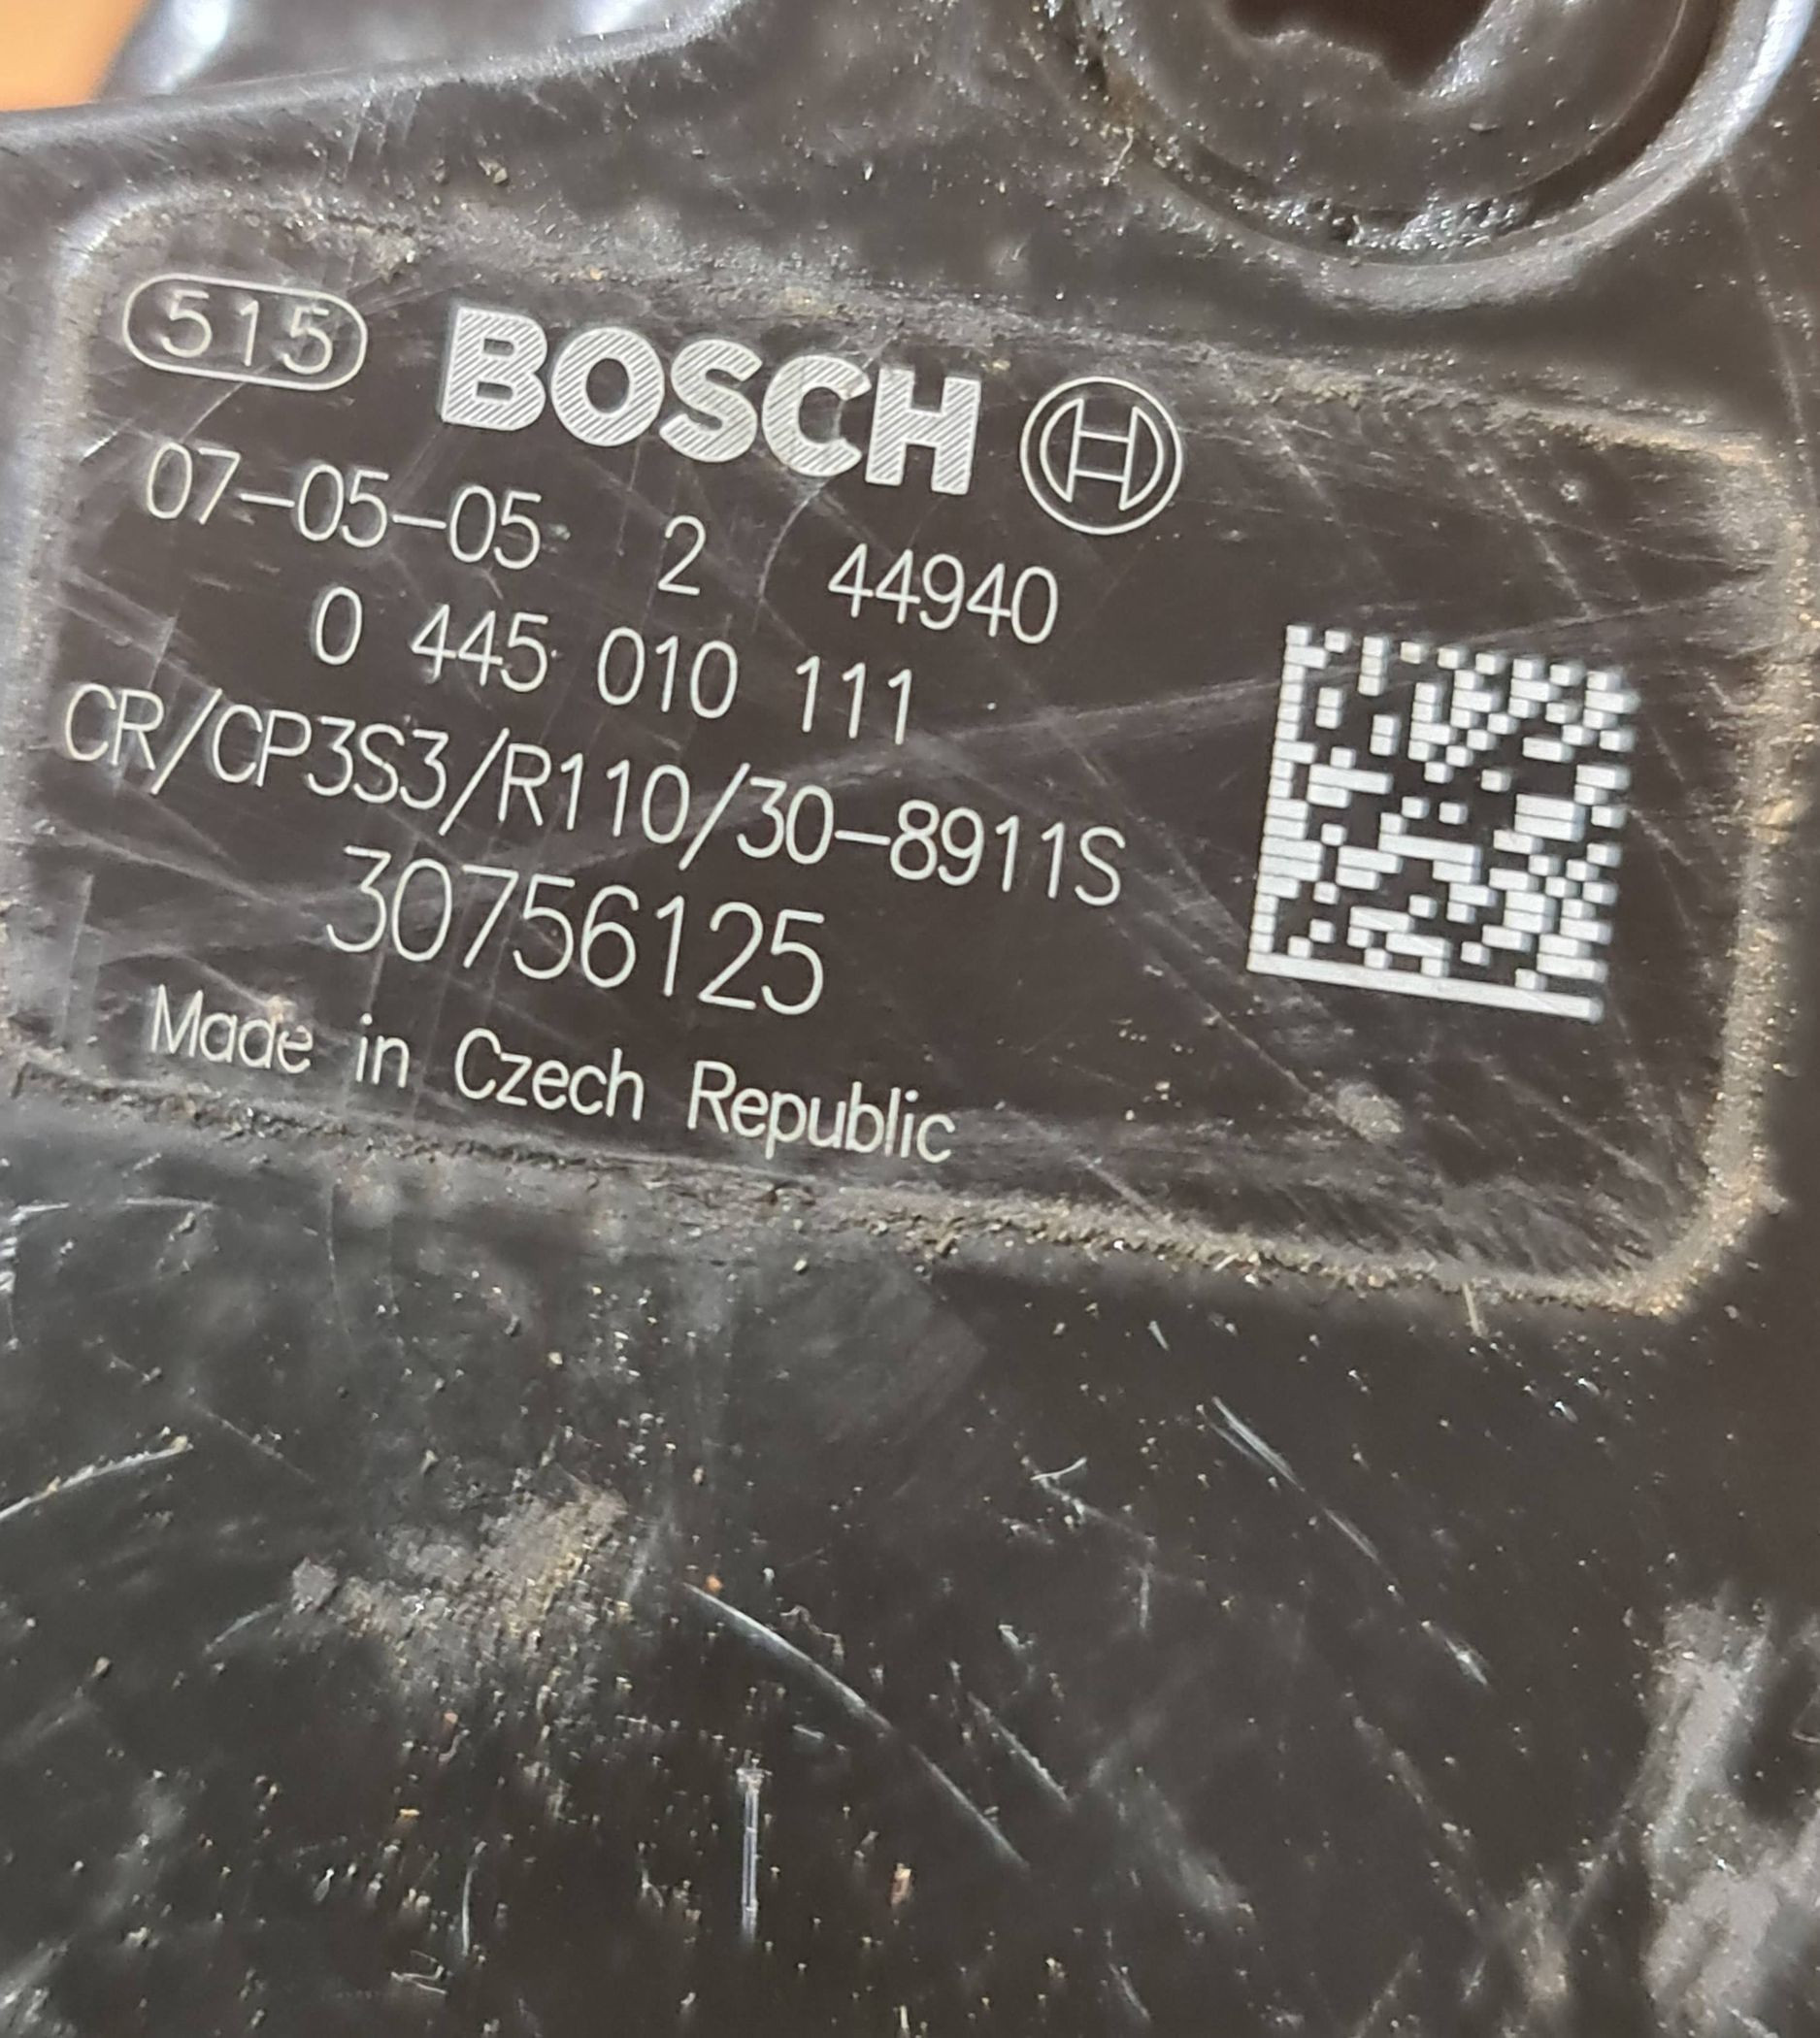 515 BOSCH
07-05-05 2 44940
0 445 010 111
CR/CP3S3/R110/30-8911S
30756125
Made in Czech Republic